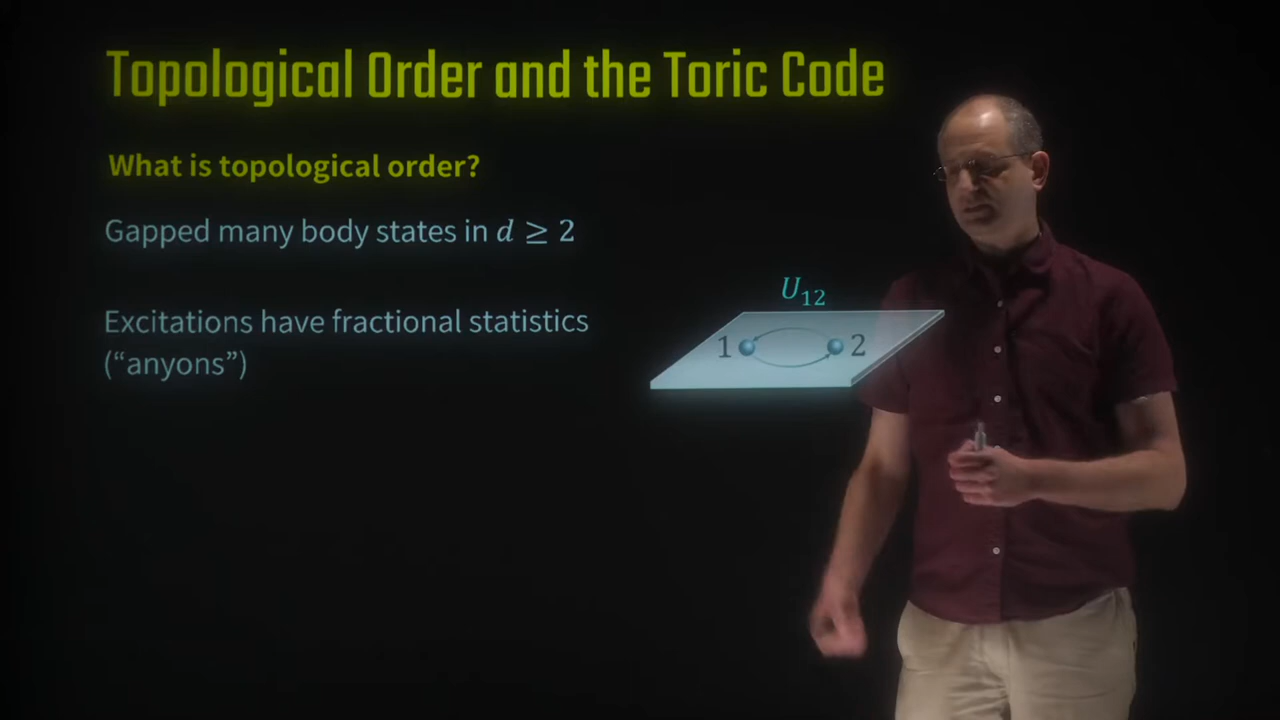 Topological Order and the Toric Code
What is topological order?
Gapped many body states in d ≥ 2
Excitations have fractional statistics
("anyons")
U₁₂
1 2